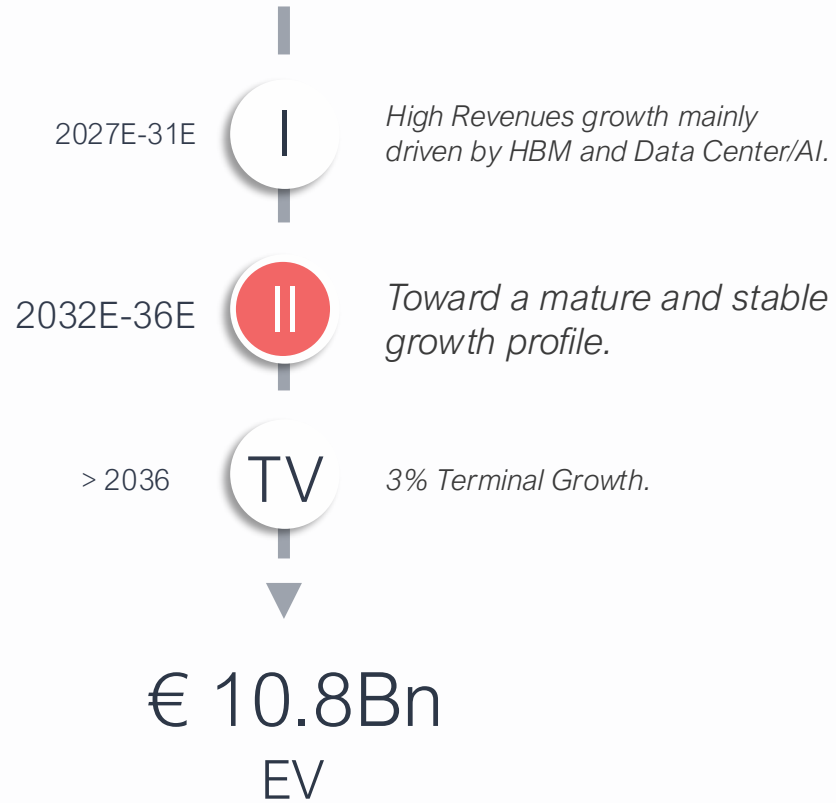 2027E-31E
I
High Revenues growth mainly
driven by HBM and Data Center/AI.
2032E-36E
II
Toward a mature and stable
growth profile.
> 2036
TV
3% Terminal Growth.
€ 10.8Bn
EV